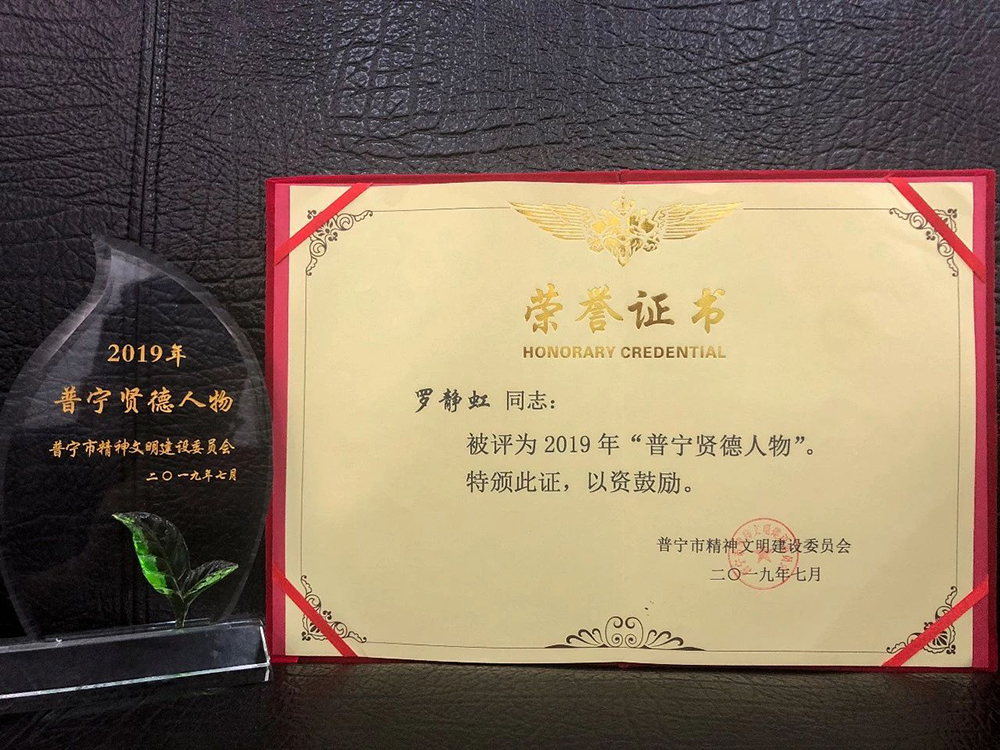 2019年
普宁贤德人物
普宁市精神文明建设委员会
二〇一九年七月
荣誉证书
HONORARY CREDENTIAL
罗静虹 同志：
被评为2019年“普宁贤德人物”。
特颁此证，以资鼓励。
普宁市精神文明建设委员会
二〇一九年七月